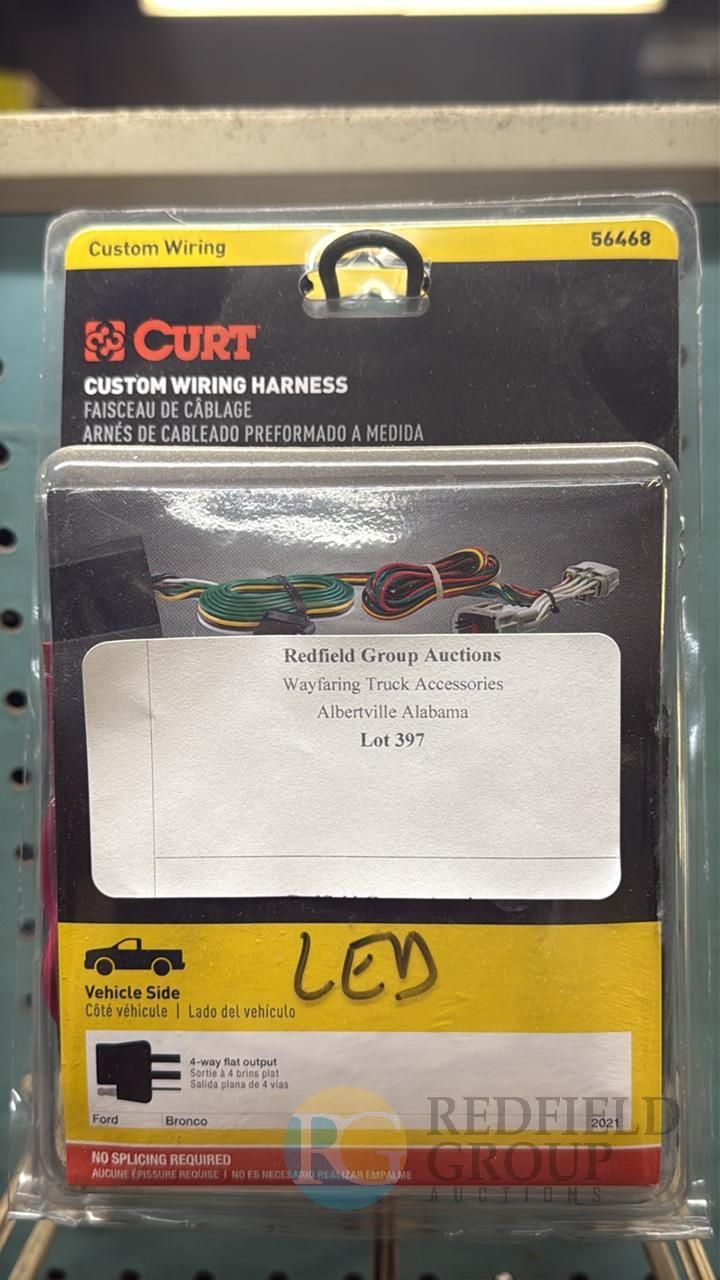 Custom Wiring
56468
CURT
CUSTOM WIRING HARNESS
FAISCEAU DE CÂBLAGE
ARNÉS DE CABLEADO PREFORMADO A MEDIDA
Redfield Group Auctions
Wayfaring Truck Accessories
Albertville Alabama
Lot 397
LED
Vehicle Side
Côté véhicule | Lado del vehículo
4-way flat output
Sortie à 4 brins plat
Salida plana de 4 vías
Ford Bronco 2021
NO SPLICING REQUIRED
AUCUNE ÉPISSURE REQUISE | NO ES NECESARIO REALIZAR EMPALME
RG REDFIELD
GROUP
AUCTIONS